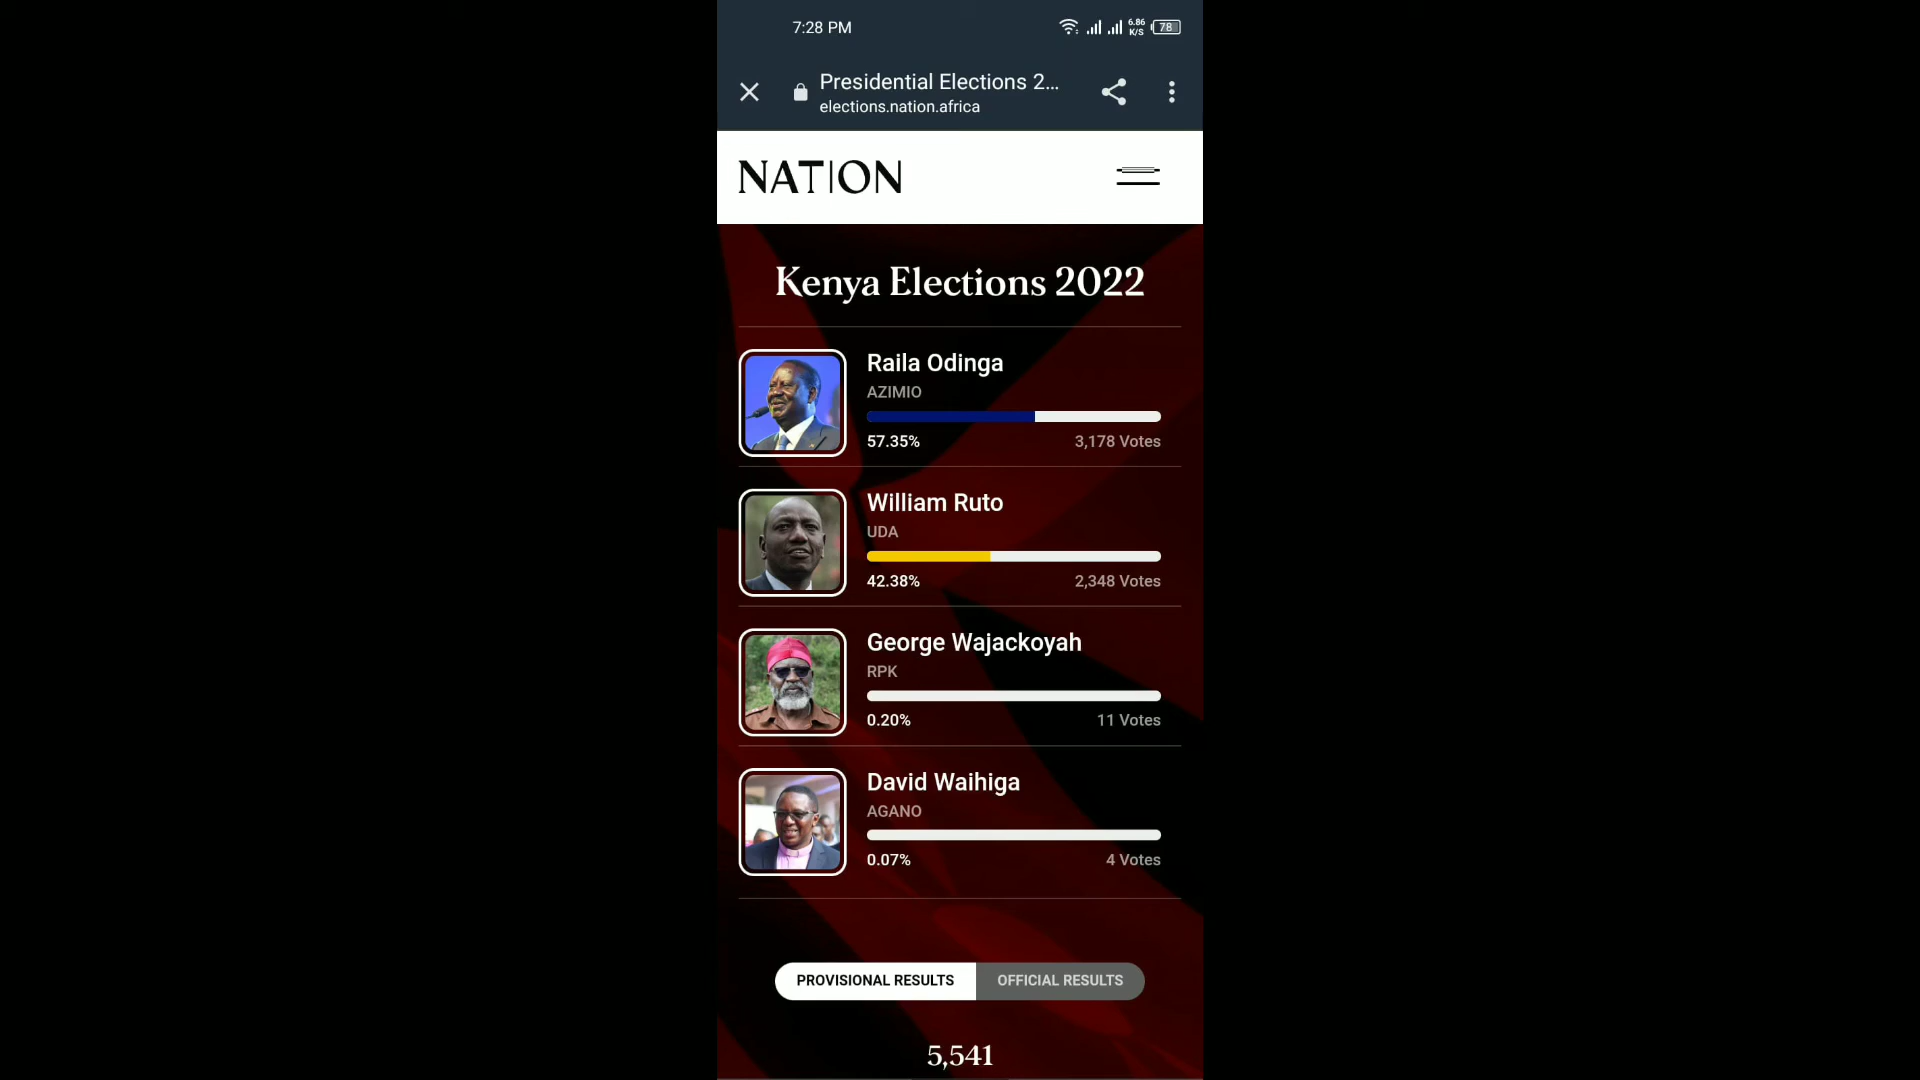 7:28 PM
6.86
K/S
78
Presidential Elections 2...
elections.nation.africa
NATION
Kenya Elections 2022
Raila Odinga
AZIMIO
57.35% 3,178 Votes
William Ruto
UDA
42.38% 2,348 Votes
George Wajackoyah
RPK
0.20% 11 Votes
David Waihiga
AGANO
0.07% 4 Votes
PROVISIONAL RESULTS OFFICIAL RESULTS
5,541